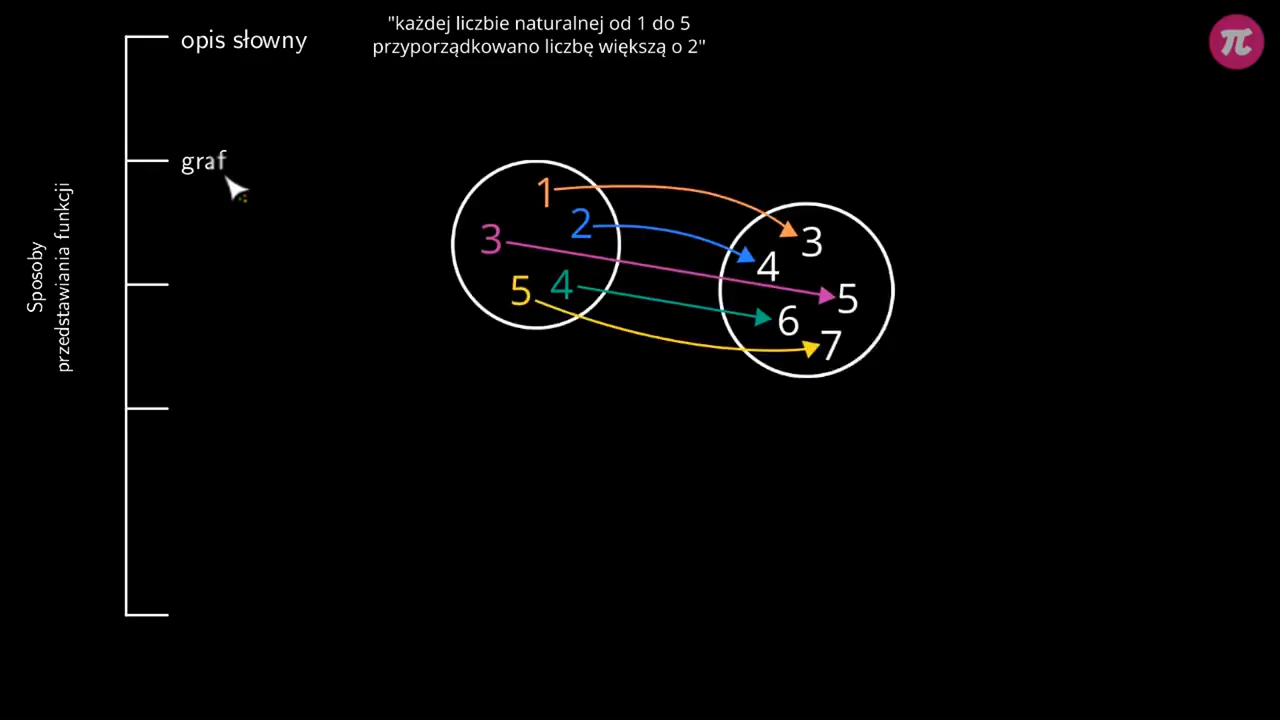 opis słowny
"każdej liczbie naturalnej od 1 do 5
przyporządkowano liczbę większą o 2"
π
graf
Sposoby
przedstawiania funkcji
1
2
3
5
4
3
4
5
6
7